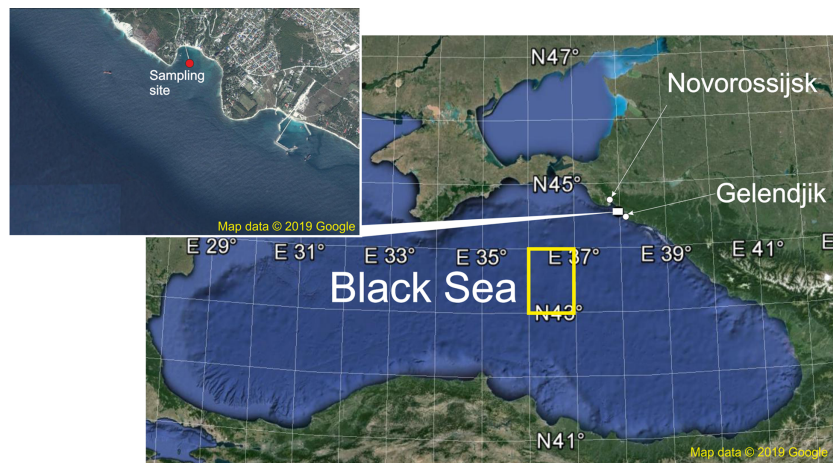 Sampling
site
Map data © 2019 Google
N47°
Novorossijsk
N45°
Gelendjik
E 29°
E 31°
E 33°
E 35°
E 37°
E 39°
E 41°
E
Black Sea
N43°
N41°
Map data © 2019 Google